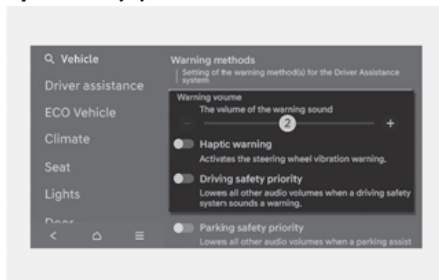 Vehicle
Driver assistance
ECO Vehicle
Climate
Seat
Lights
Door
Warning methods
Setting of the warning method(s) for the Driver Assistance
system
Warning voume
The velume of the warning sound
2
Haptic warning
Activates the steering wheel vibration warning.
Driving safety priority
Lowes all other audio volumes when a driving safety
system sounds a warning.
Parking safety priority
Lowes all other audio volumes when a parking assist